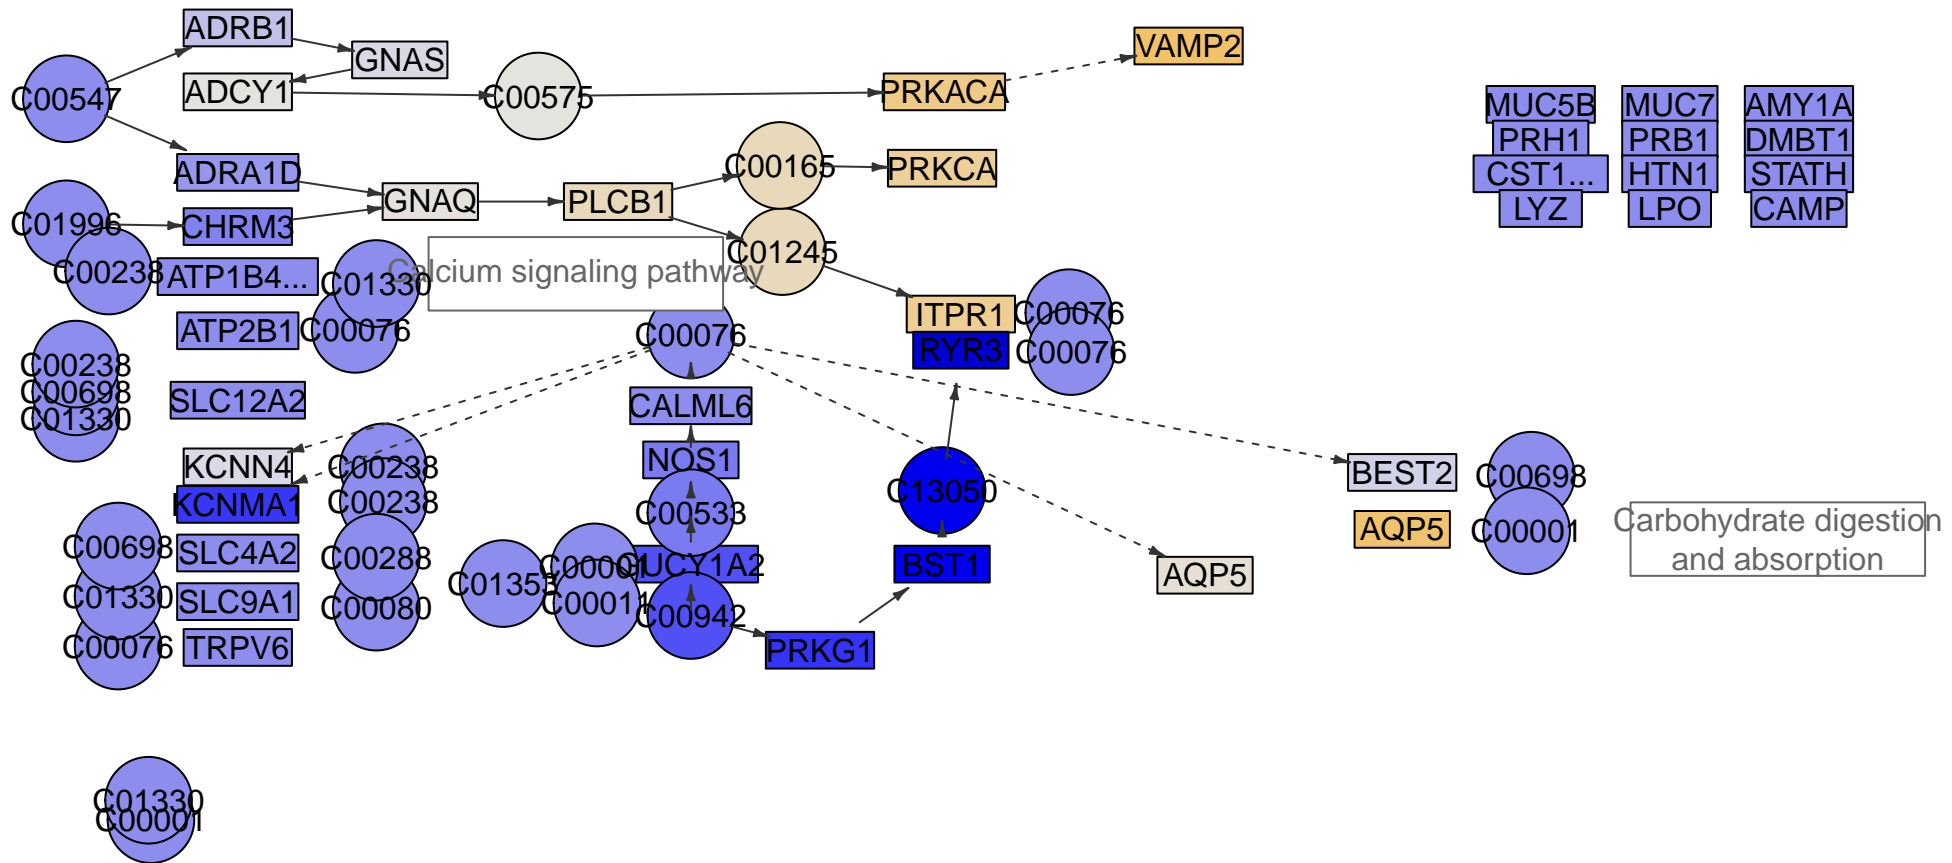 ADRB1
GNAS
VAMP2
C00547
ADCY1
C00575
PRKACA
MUC5B
MUC7
AMY1A
PRH1
PRB1
DMBT1
ADRA1D
C00165
PRKCA
CST1...
HTN1
STATH
GNAQ
PLCB1
LYZ
LPO
CAMP
C01996
CHRM3
C01245
C00238
ATP1B4...
C01330
Calcium signaling pathway
ATP2B1
C00076
C00076
ITPR1
C00076
RYR3
C00076
C00238
C00698
C01330
SLC12A2
CALML6
KCNN4
C00238
NOS1
C13050
BEST2
C00698
KCNMA1
C00238
C00533
AQP5
C00001
Carbohydrate digestion
and absorption
C00698
SLC4A2
C00288
C01353
C00001
GUCY1A2
BST1
AQP5
C01330
SLC9A1
C00080
C00011
C00942
C00076
TRPV6
PRKG1
C01330
C00001